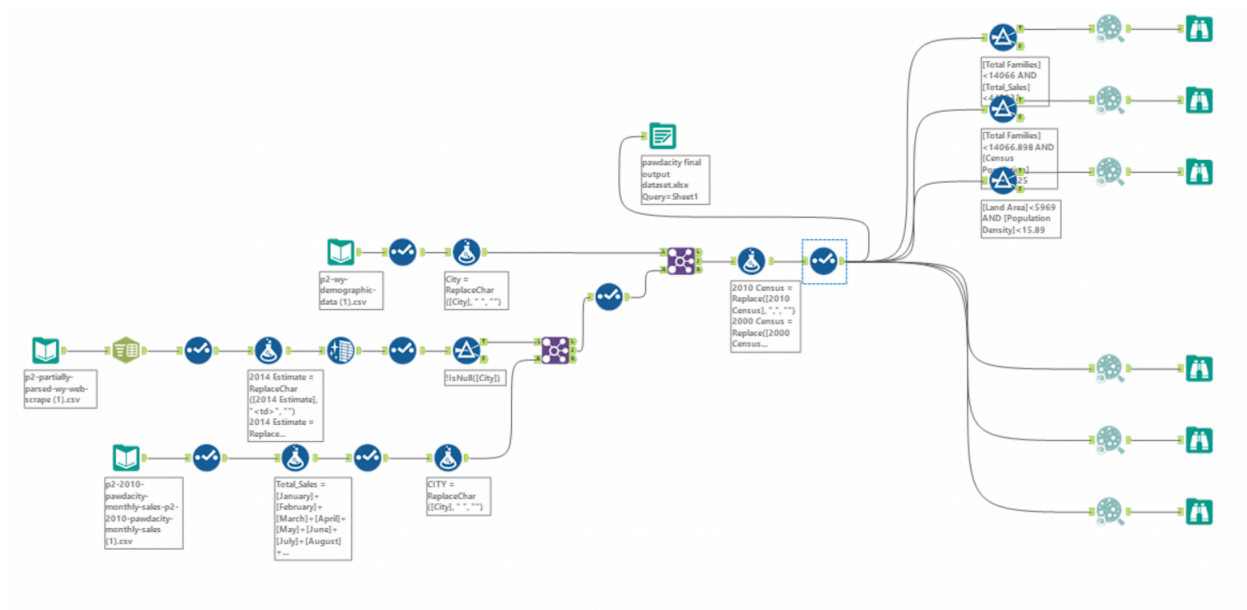 [Total Families]
<14066 AND
[Total_Sales]
[Total Families]
<14066.898 AND
[Census
25
[Land Area]<5969
AND [Population
Density]<15.89
pawdacity final
output
dataset.xlsx
Query=Sheet1
p2-wy-
demographic-
data (1).csv
City =
ReplaceChar
([City], " ", "")
2010 Census =
Replace([2010
Census], ",", "")
2000 Census =
Replace([2000
Census...
p2-partially-
parsed-wy-web-
scrape (1).csv
2014 Estimate =
ReplaceChar
([2014 Estimate],
"<td>", "")
2014 Estimate =
Replace...
!IsNull([City])
p2-2010-
pawdacity-
monthly-sales-p2-
2010-pawdacity-
monthly-sales
(1).csv
Total_Sales =
[January]+
[February]+
[March]+[April]+
[May]+[June]+
[July]+[August]
+...
CITY =
ReplaceChar
([City], " ", "")